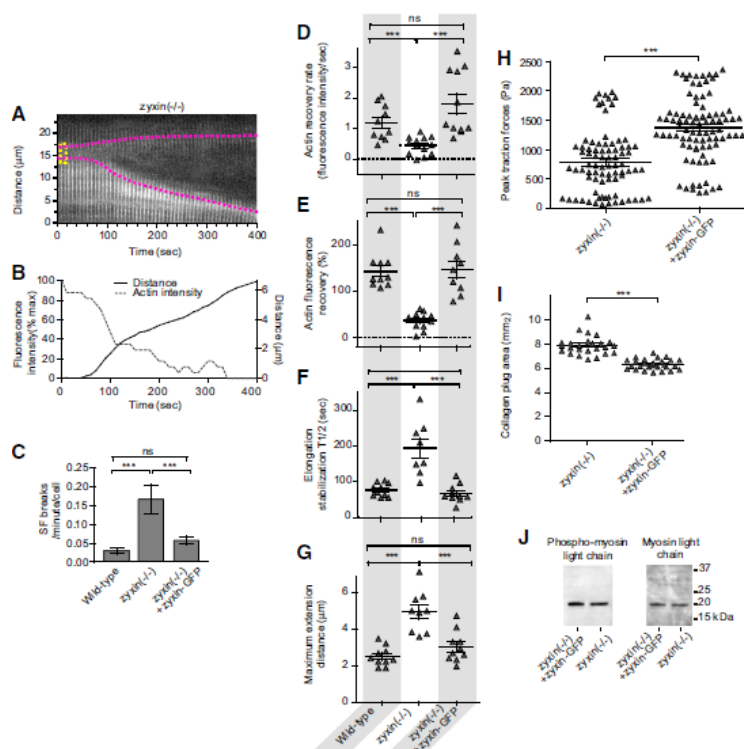 A
zyxin(-/-)
Distance (μm)
20
15
10
5
0
0
100
200
300
400
Time (sec)
B
Fluorescence
intensity(% max)
100
80
60
40
20
0
Distance
Actin intensity
6
4
2
0
Distance
(μm)
0
100
200
300
400
Time (sec)
C
ns
*** ***
SF breaks
/minute/cell
0.25
0.20
0.15
0.10
0.05
0.00
Wild-type
zyxin(-/-)
zyxin(-/-)
+zyxin-GFP
D
ns
*** ***
Actin recovery rate
(fluorescence intensity/sec)
3
2
1
0
E
ns
*** ***
Actin fluorescence
recovery (%)
200
100
0
F
*** ***
Elongation
stabilization T1/2 (sec)
300
200
100
0
G
ns
*** ***
Maximum extension
distance (μm)
6
4
2
0
Wild-type
zyxin(-/-)
zyxin(-/-)
+zyxin-GFP
H
***
Peak traction forces
(Pa)
2500
2000
1500
1000
500
0
zyxin(-/-)
zyxin(-/-)
+zyxin-GFP
I
***
Collagen plug area (mm2)
10
8
6
4
2
0
zyxin(-/-)
zyxin(-/-)
+zyxin-GFP
J
Phospho-myosin
light chain
Myosin light
chain
37
25
20
15 kDa
zyxin(-/-)
+zyxin-GFP
zyxin(-/-)
zyxin(-/-)
+zyxin-GFP
zyxin(-/-)